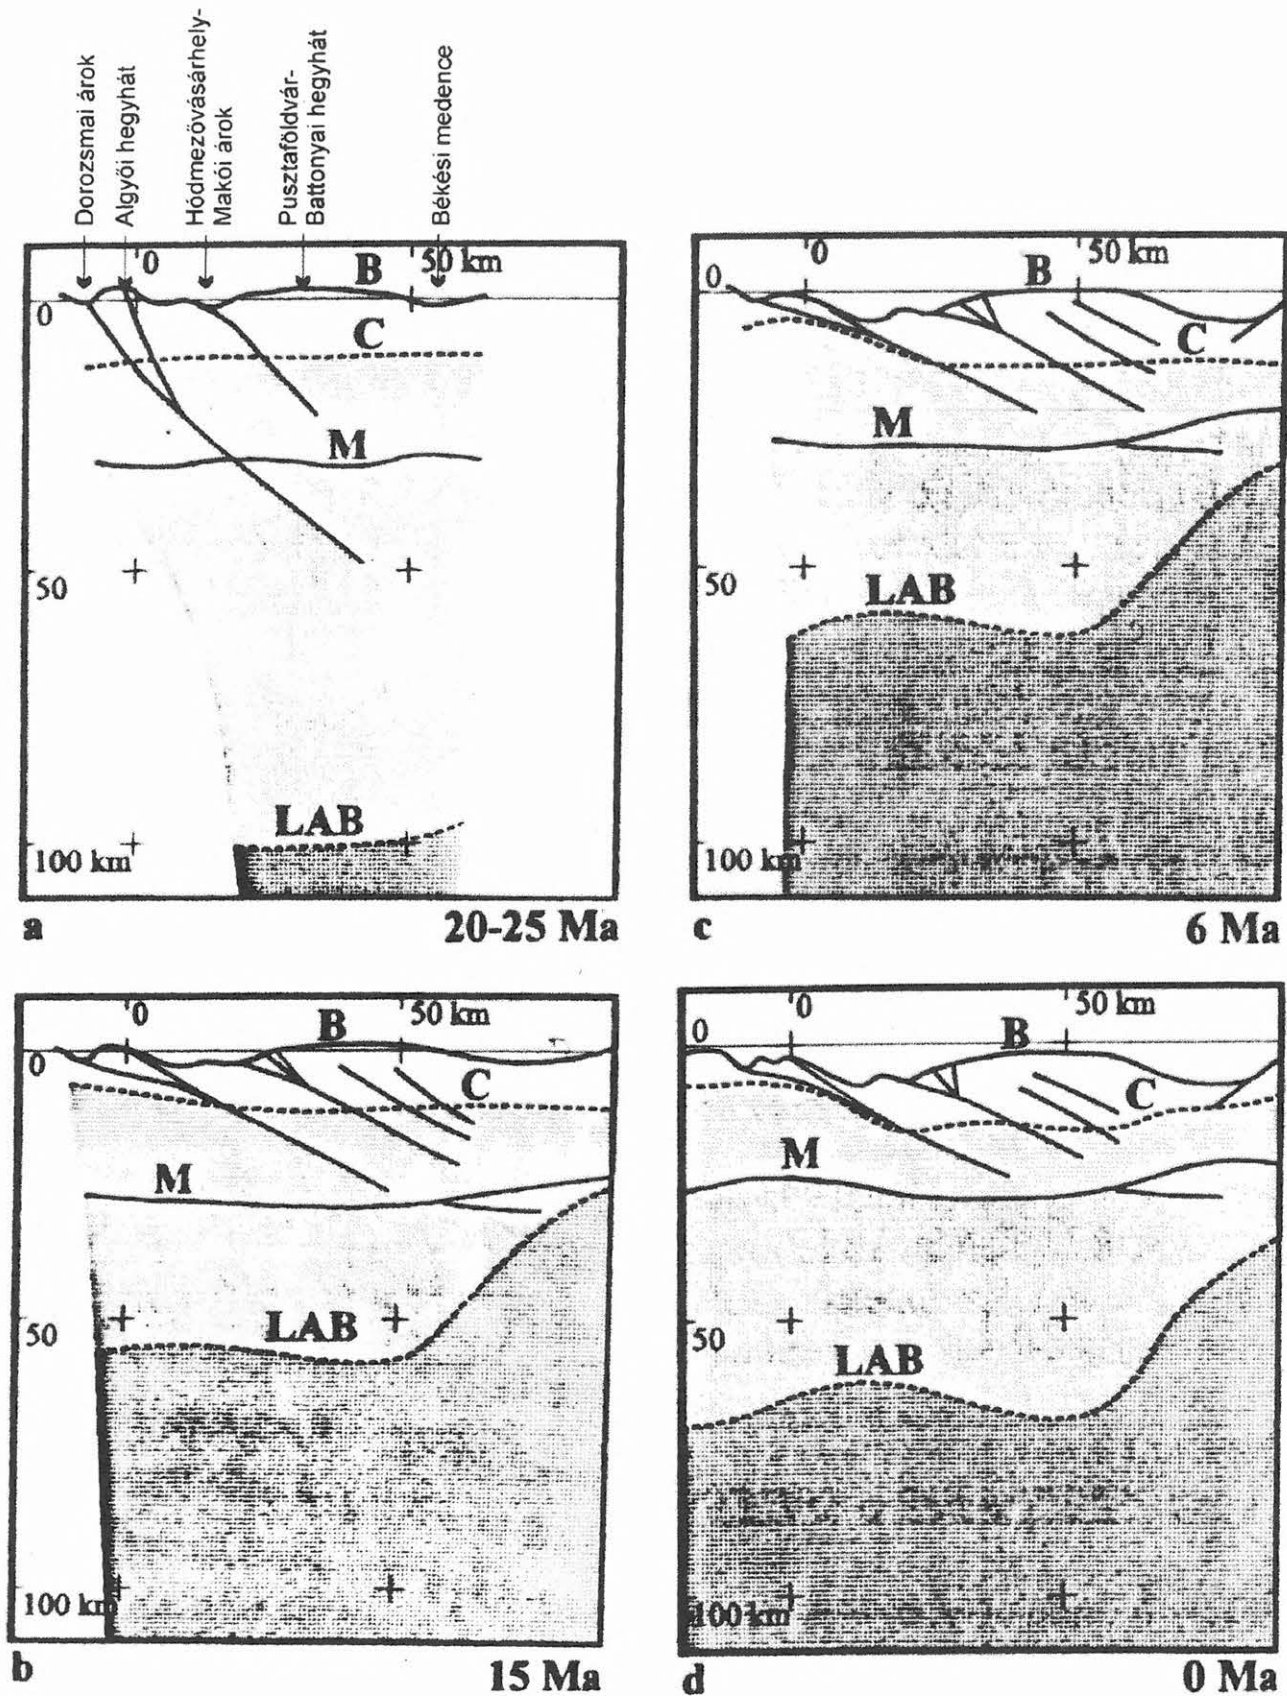 Dorozsmai árok
Algyői hegyhát
Hódmezővásárhely-
Makói árok
Pusztaföldvár-
Battonyai hegyhát
Békési medence
0
B
50 km
0
C
M
50
LAB
100 km
a
20-25 Ma
0
B
50 km
0
C
M
50
LAB
100 km
c
6 Ma
0
B
50 km
0
C
M
50
LAB
100 km
b
15 Ma
0
B
50 km
0
C
M
50
LAB
100 km
d
0 Ma